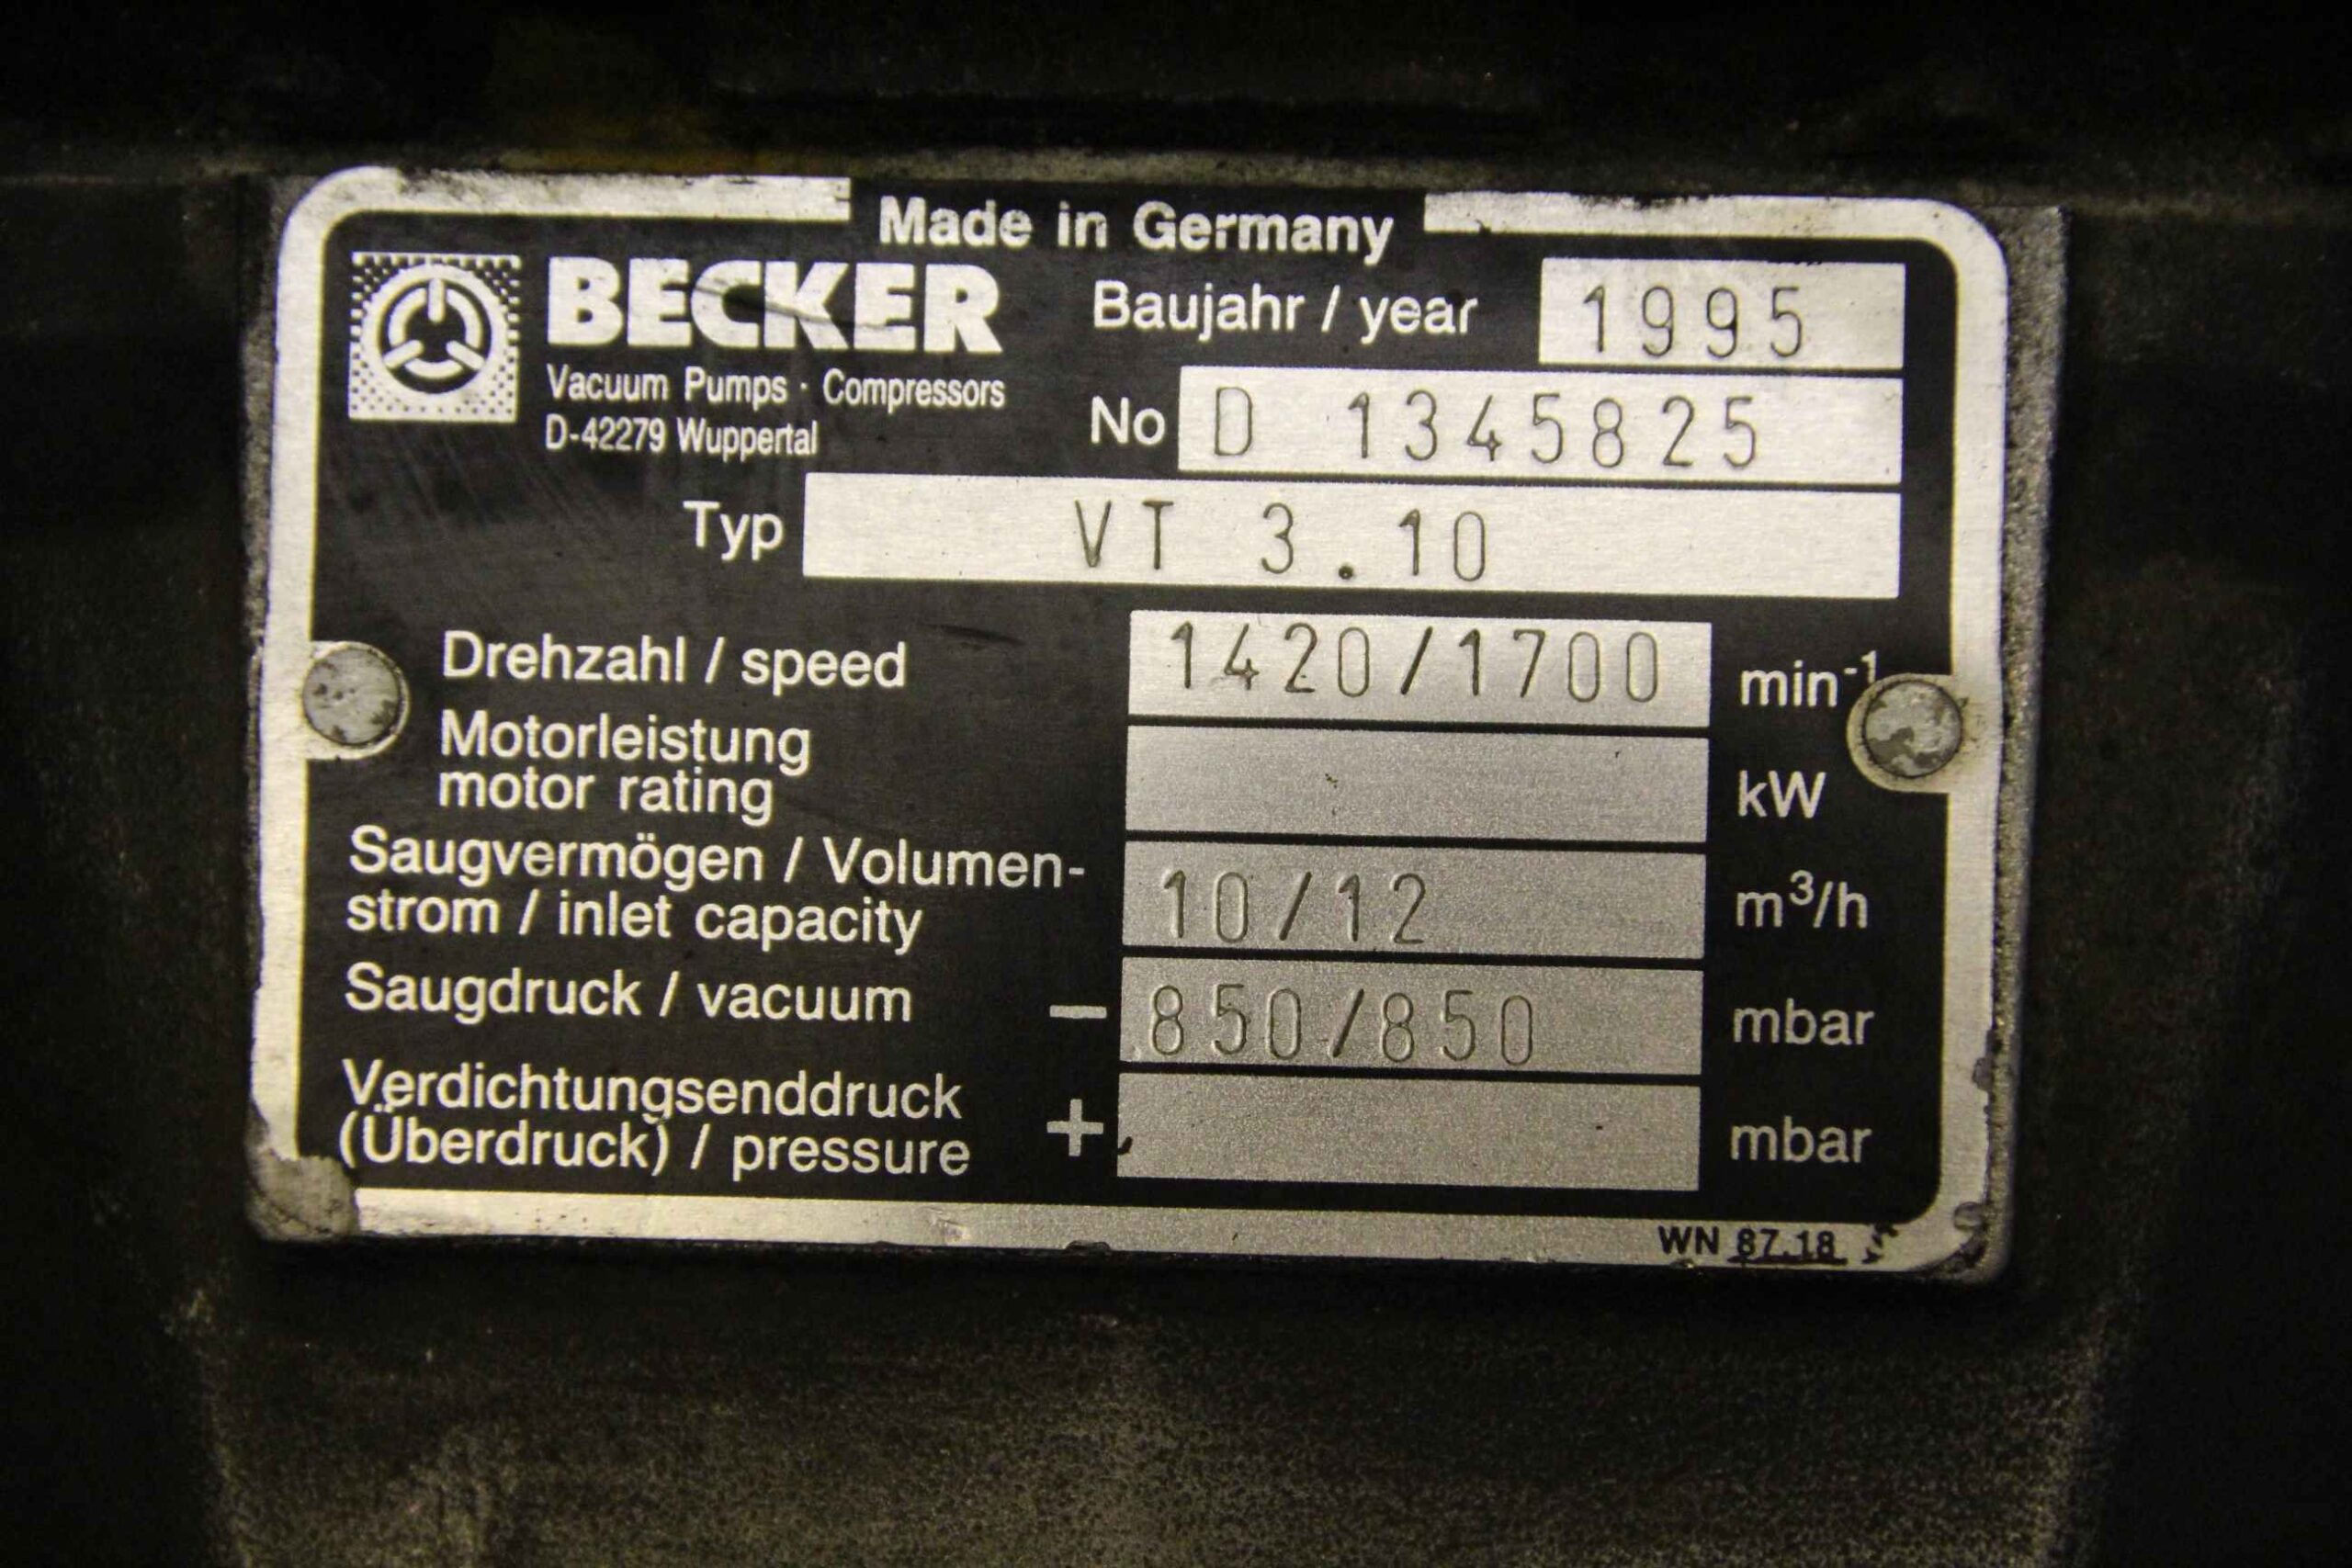 Made in Germany
BECKER
Vacuum Pumps · Compressors
D-42279 Wuppertal
Baujahr / year 1995
No D 1345825
Typ VT 3.10
Drehzahl / speed 1420/1700 min⁻¹
Motorleistung
motor rating kW
Saugvermögen / Volumen-
strom / inlet capacity 10/12 m³/h
Saugdruck / vacuum − 850/850 mbar
Verdichtungsenddruck
(Überdruck) / pressure + mbar
WN 87.18